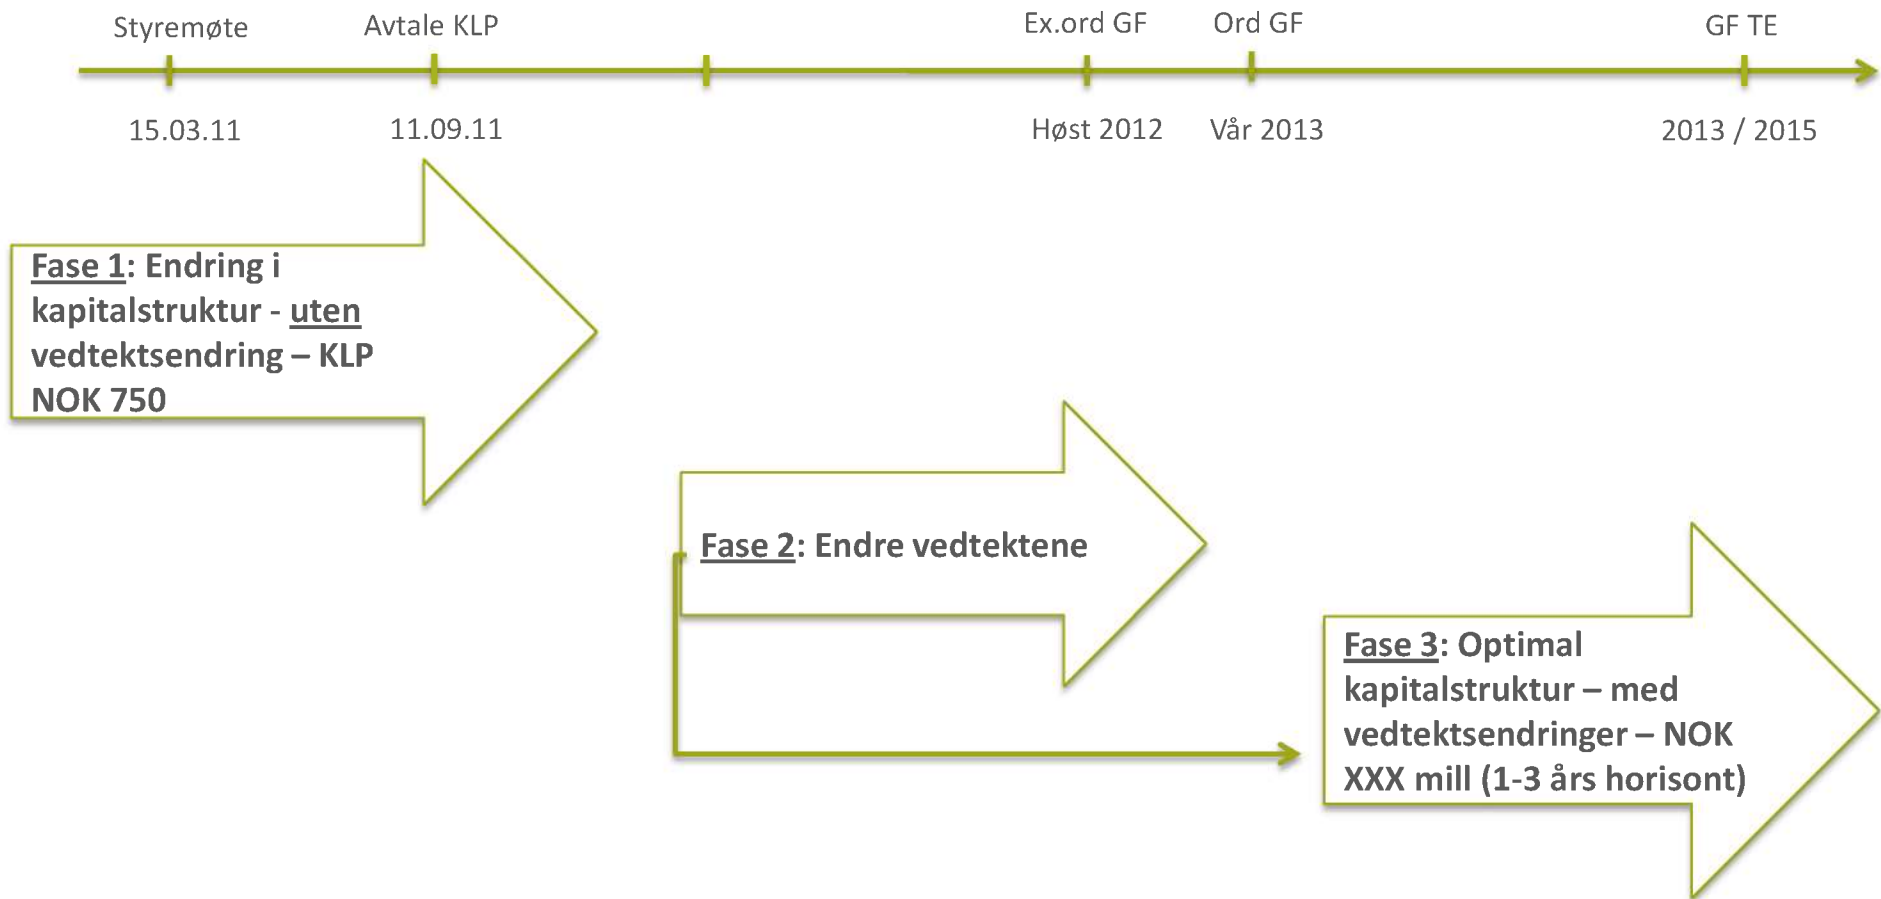 Styremøte Avtale KLP Ex.ord GF Ord GF GF TE
15.03.11 11.09.11 Høst 2012 Vår 2013 2013 / 2015
Fase 1: Endring i
kapitalstruktur - uten
vedtektsendring – KLP
NOK 750
Fase 2: Endre vedtektene
Fase 3: Optimal
kapitalstruktur – med
vedtektsendringer – NOK
XXX mill (1-3 års horisont)